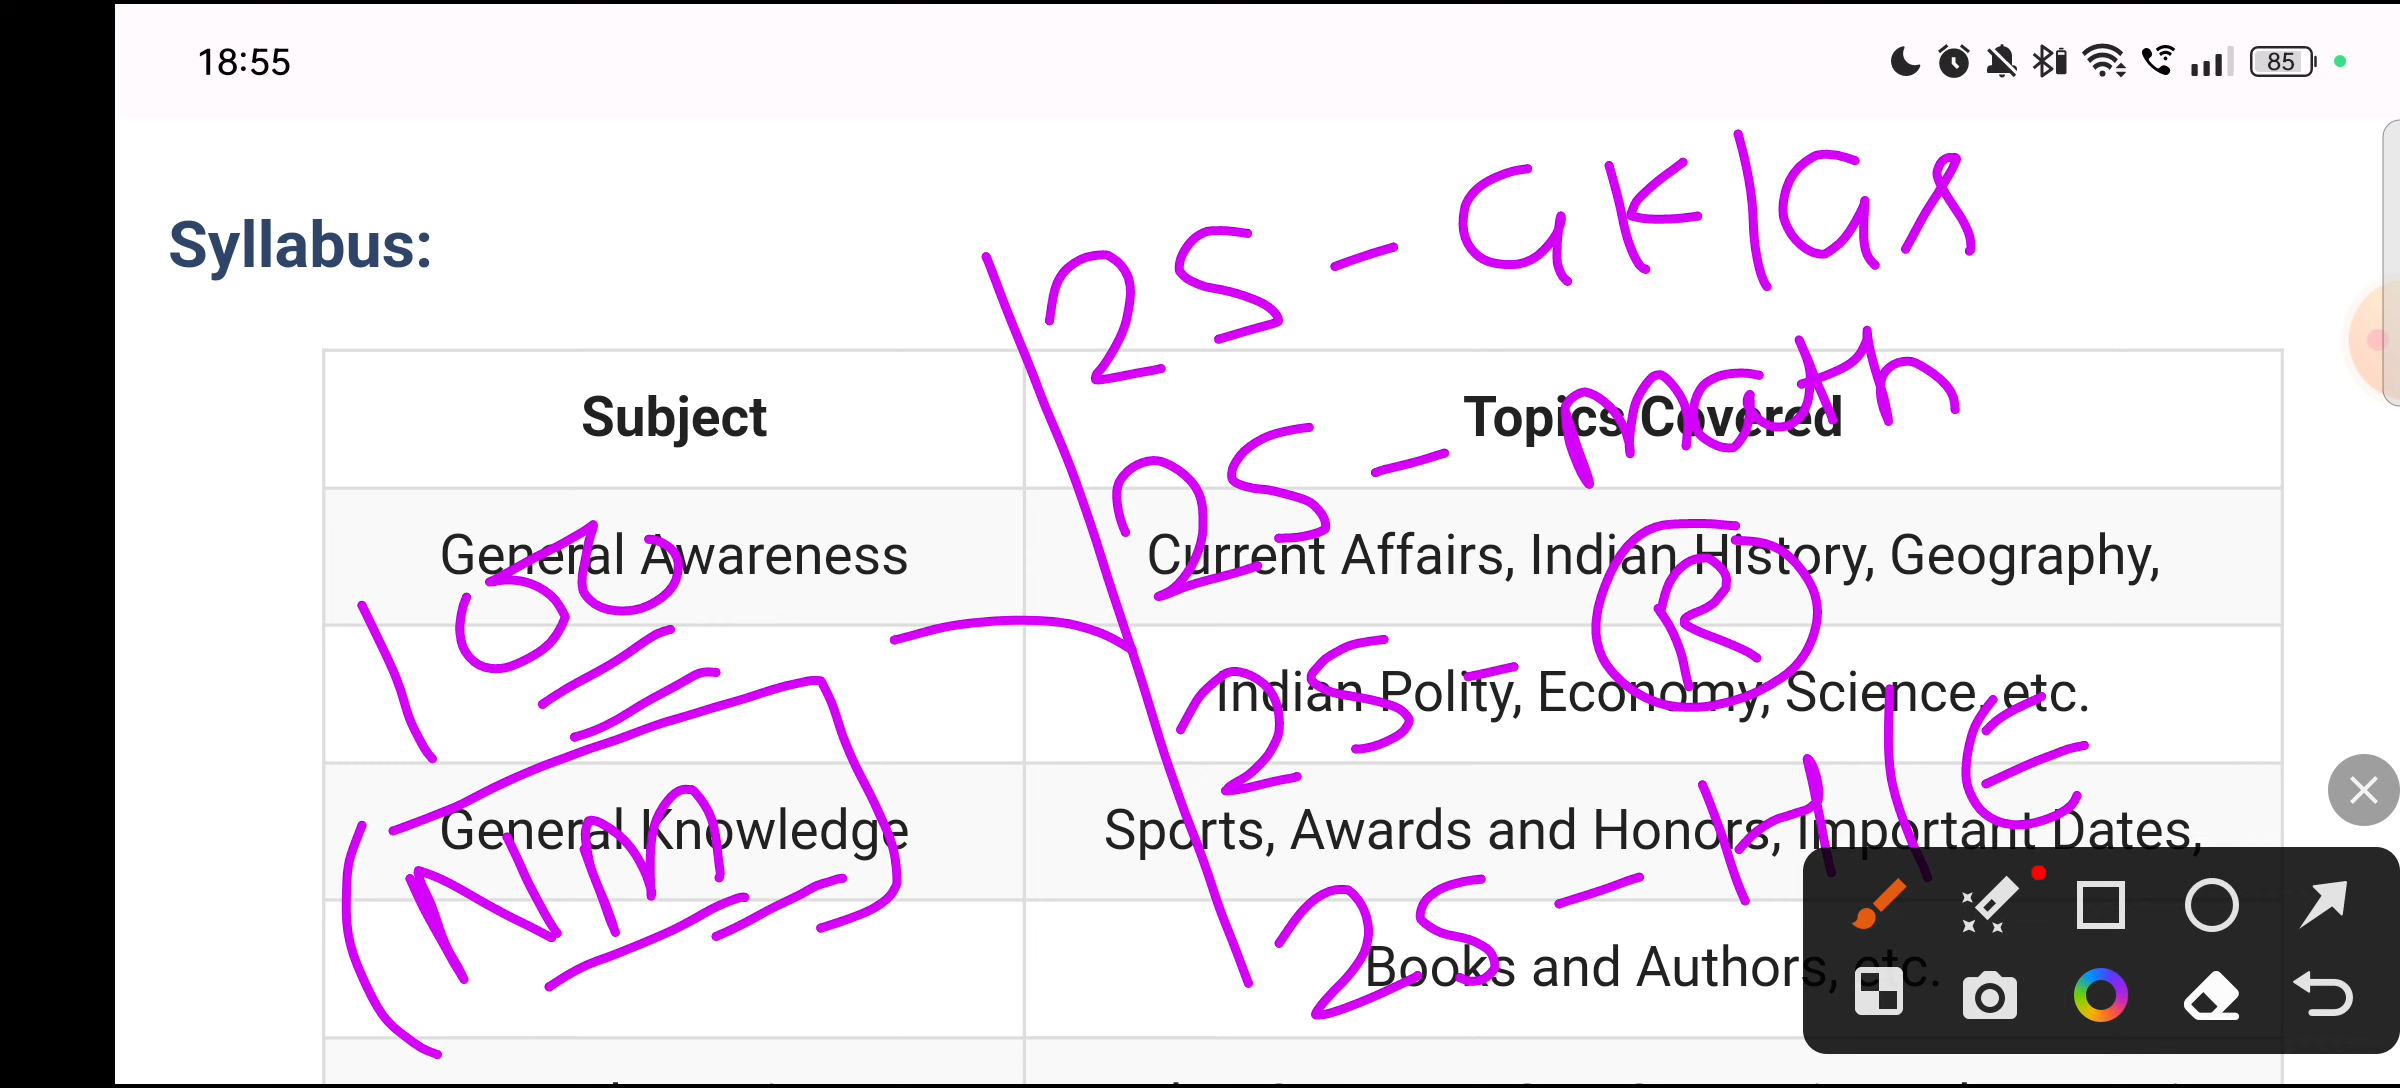 18:55
85
Syllabus:
25 - GK/GS
Subject
Topics Covered
25 - math
General Awareness
Current Affairs, Indian History, Geography,
100
25 - R
Indian Polity, Economy, Science, etc.
General Knowledge
Sports, Awards and Honors, Important Dates,
(NM)
25 - H/E
Books and Authors, etc.